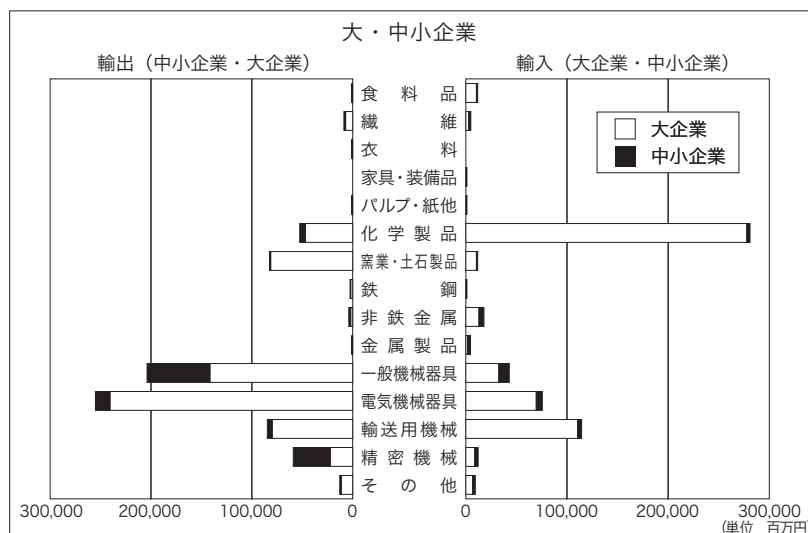 大・中小企業
輸出（中小企業・大企業）
輸入（大企業・中小企業）
大企業
中小企業
食料品
繊維
衣料
家具・装備品
パルプ・紙他
化学製品
窯業・土石製品
鉄鋼
非鉄金属
金属製品
一般機械器具
電気機械器具
輸送用機械
精密機械
その他
300,000 200,000 100,000 0 0 100,000 200,000 300,000
(単位 百万円)